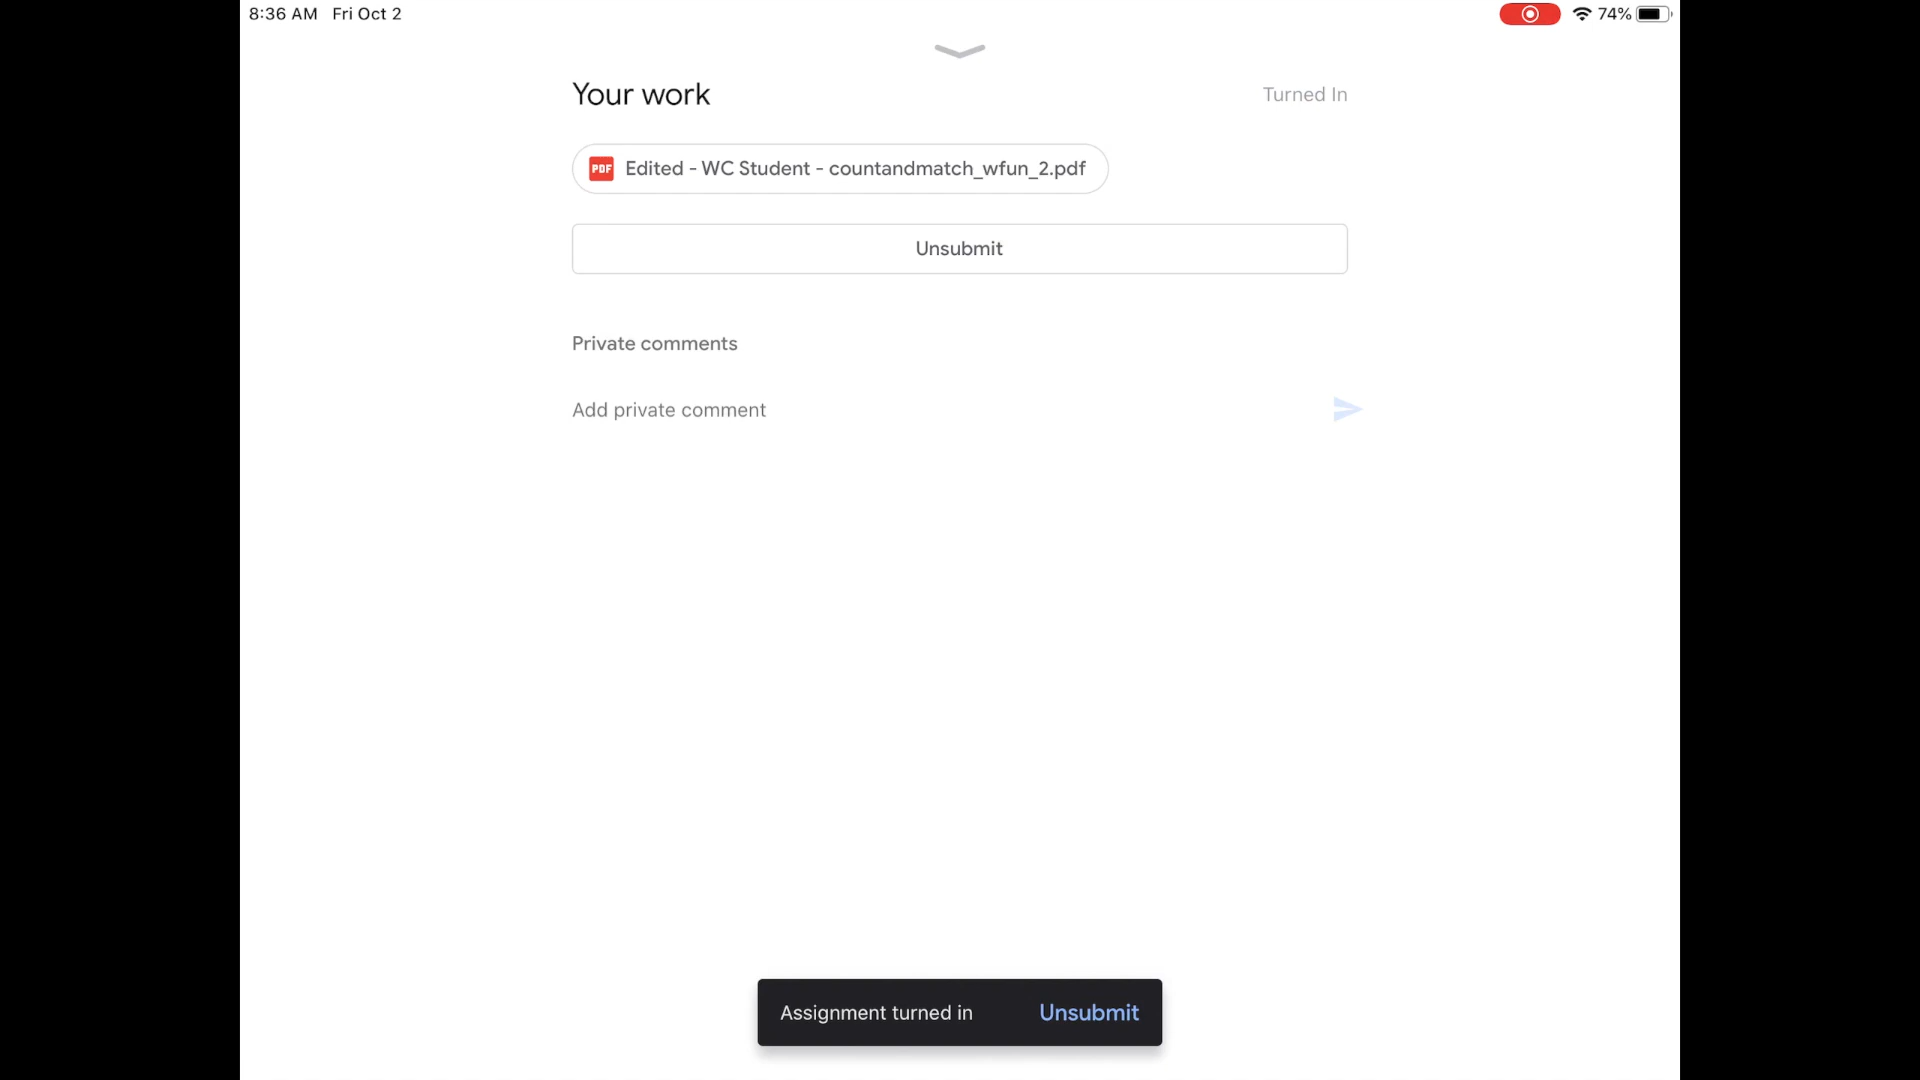 8:36 AM Fri Oct 2 74%
Your work Turned In
PDF Edited - WC Student - countandmatch_wfun_2.pdf
Unsubmit
Private comments
Add private comment
Assignment turned in Unsubmit